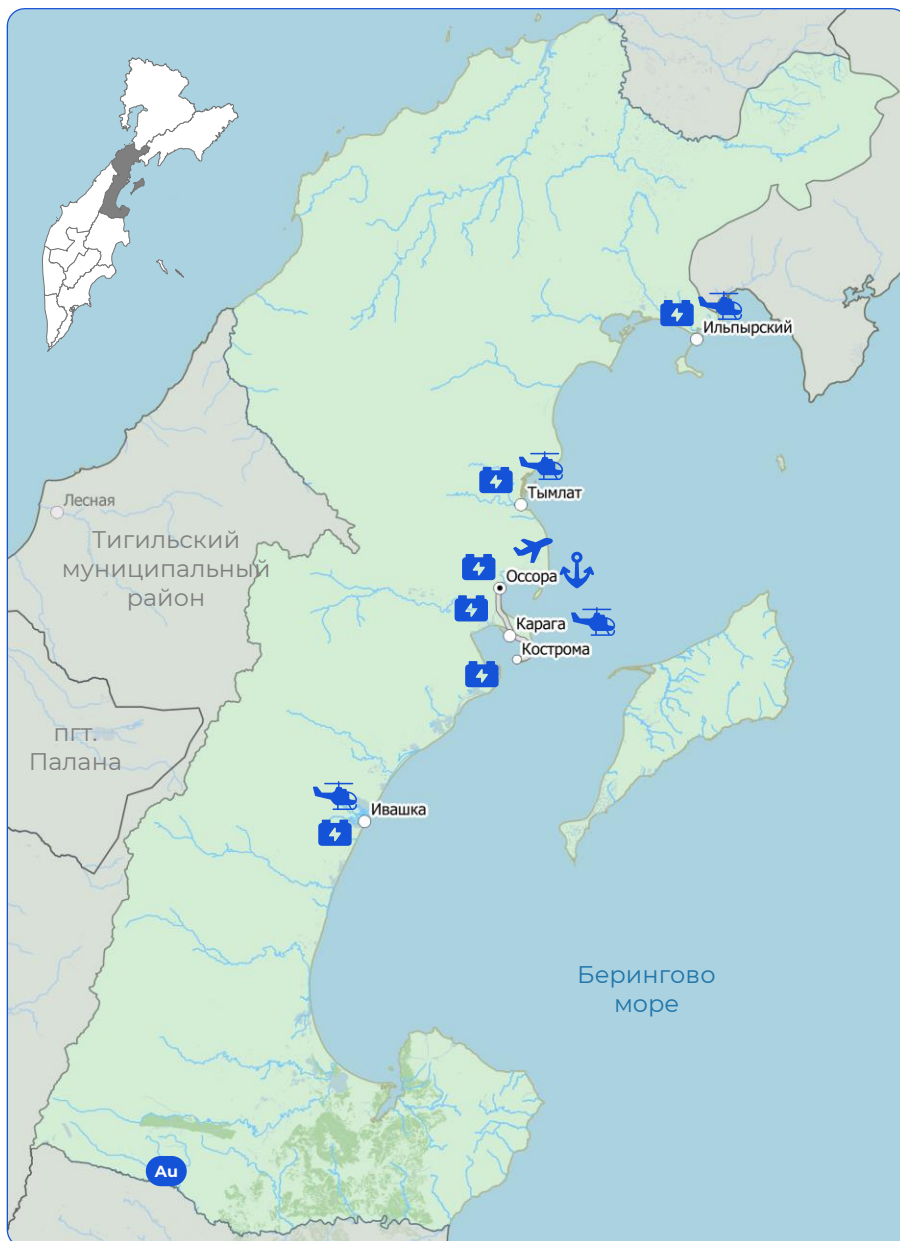 Ильпырский
Тымлат
Лесная
Тигильский
муниципальный
район
Оссора
Карага
Кострома
пгт.
Палана
Ивашка
Берингово
море
Au